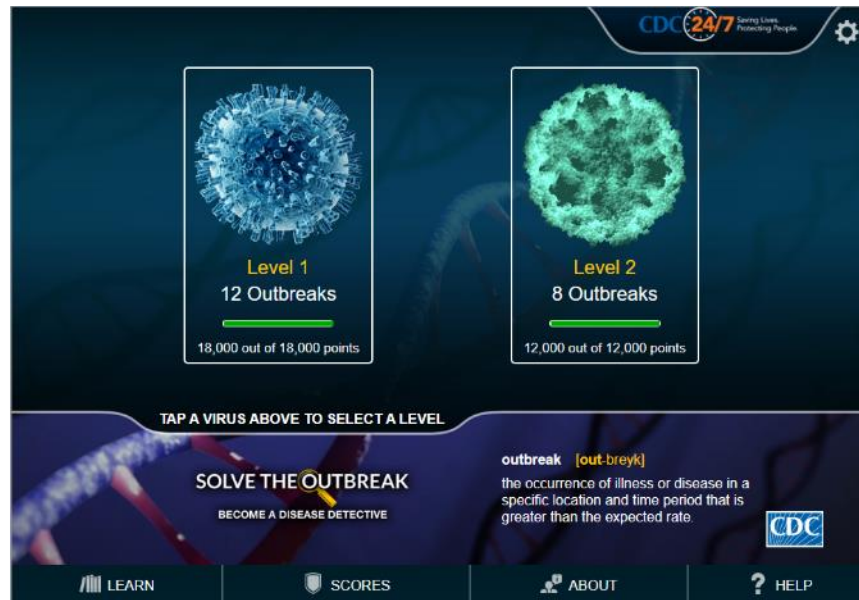 CDC 24/7 Saving Lives.
Protecting People.
Level 1
12 Outbreaks
18,000 out of 18,000 points
Level 2
8 Outbreaks
12,000 out of 12,000 points
TAP A VIRUS ABOVE TO SELECT A LEVEL
SOLVE THE OUTBREAK
BECOME A DISEASE DETECTIVE
outbreak [out-breyk]
the occurrence of illness or disease in a
specific location and time period that is
greater than the expected rate.
CDC
LEARN
SCORES
ABOUT
? HELP